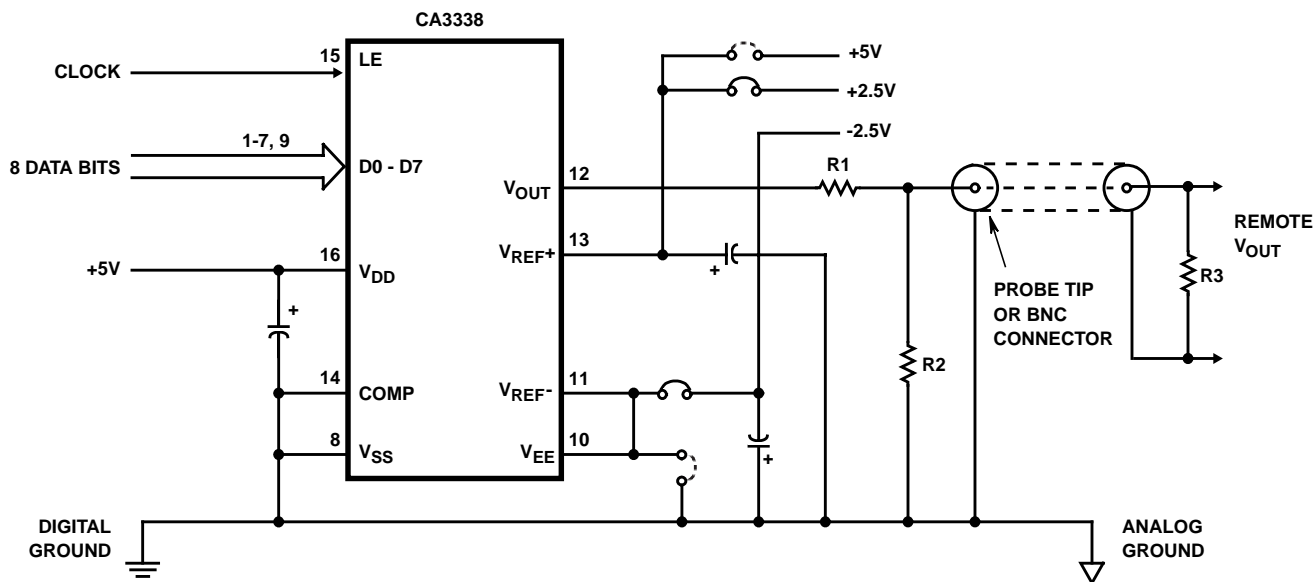 CA3338
CLOCK
15
LE
8 DATA BITS
1-7, 9
D0 - D7
+5V
16
VDD
+
14
COMP
8
VSS
VOUT
12
VREF+
13
+
VREF-
11
VEE
10
+
+5V
+2.5V
-2.5V
R1
R2
PROBE TIP
OR BNC
CONNECTOR
R3
REMOTE
VOUT
DIGITAL
GROUND
ANALOG
GROUND